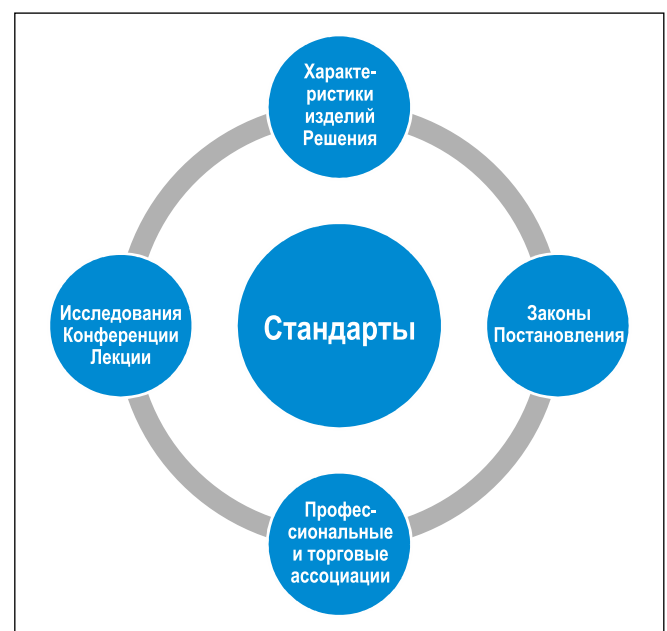 Характе-
ристики
изделий
Решения
Исследования
Конференции
Лекции
Стандарты
Законы
Постановления
Профес-
сиональные
и торговые
ассоциации